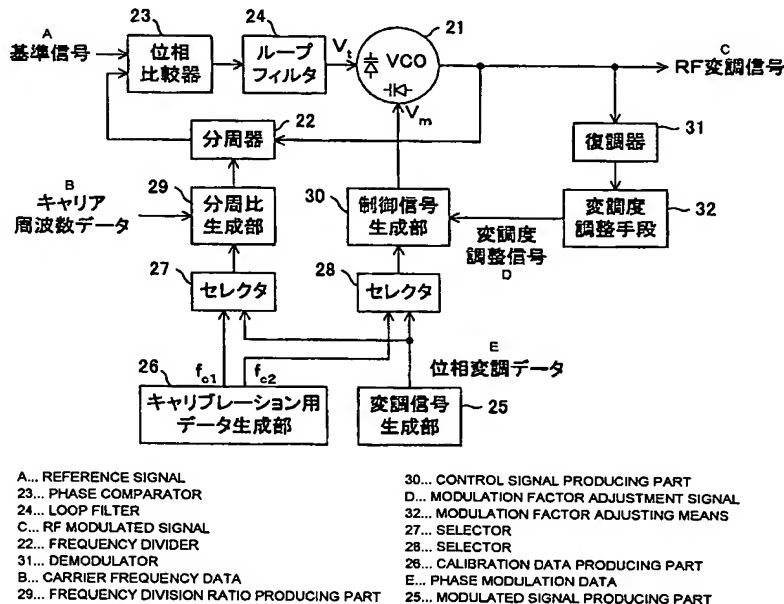 A
基準信号
23
位相
比較器
24
ループ
フィルタ
Vt
21
VCO
Vm
C
RF変調信号
分周器
22
復調器
31
B
キャリア
周波数データ
29
分周比
生成部
30
制御信号
生成部
変調度
調整信号
D
変調度
調整手段
32
27
セレクタ
28
セレクタ
E
位相変調データ
26
fc1
fc2
キャリブレーション用
データ生成部
変調信号
生成部
25
A... REFERENCE SIGNAL
23... PHASE COMPARATOR
24... LOOP FILTER
C... RF MODULATED SIGNAL
22... FREQUENCY DIVIDER
31... DEMODULATOR
B... CARRIER FREQUENCY DATA
29... FREQUENCY DIVISION RATIO PRODUCING PART
30... CONTROL SIGNAL PRODUCING PART
D... MODULATION FACTOR ADJUSTMENT SIGNAL
32... MODULATION FACTOR ADJUSTING MEANS
27... SELECTOR
28... SELECTOR
26... CALIBRATION DATA PRODUCING PART
E... PHASE MODULATION DATA
25... MODULATED SIGNAL PRODUCING PART